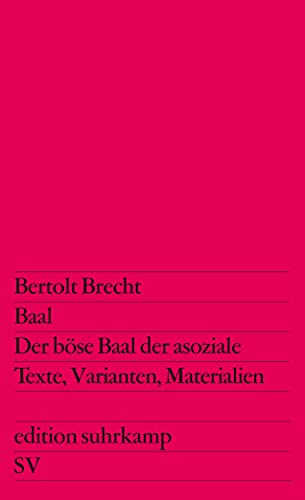 Bertolt Brecht
Baal
Der böse Baal der asoziale
Texte, Varianten, Materialien
edition suhrkamp
SV